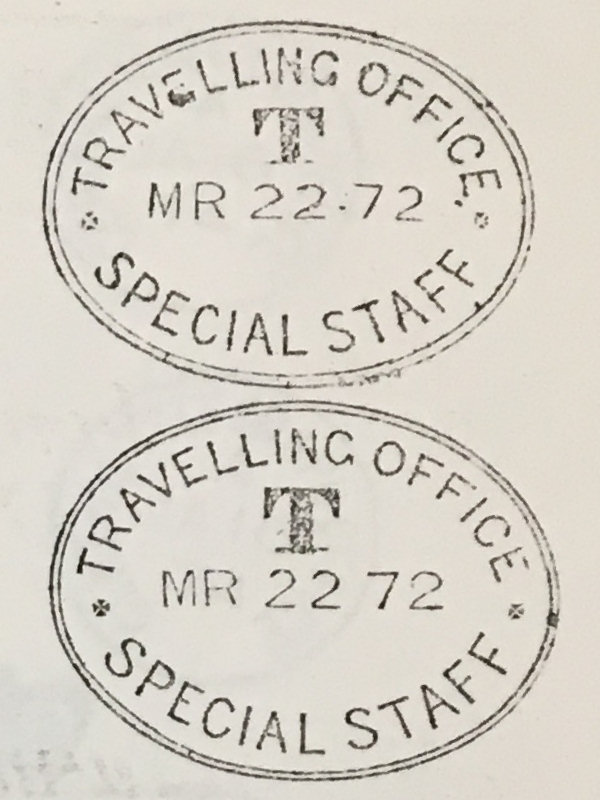 TRAVELLING OFFICE.
T
MR 22·72
SPECIAL STAFF
TRAVELLING OFFICE
T
MR 22 72
SPECIAL STAFF